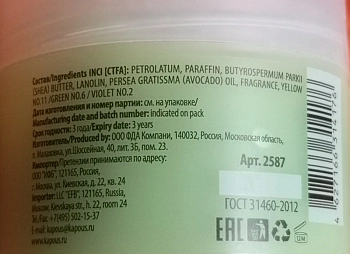 Состав/Ingredients INCI [CTFA]: PETROLATUM, PARAFFIN, BUTYROSPERMUM PARKII
(SHEA) BUTTER, LANOLIN, PERSEA GRATISSMA (AVOCADO) OIL, FRAGRANCE, YELLOW
NO.11 /GREEN NO.6 / VIOLET NO.2
Дата изготовления и номер партии: см. на упаковке/
Manufacturing date and batch number: indicated on pack
Срок годности: 3 года/Expiry date: 3 years
Изготовитель: Произведено: ООО ФДА Компани, 140032, Россия, Московская область,
п. Малаховка, ул.Шоссейная, 40, лит. 3Б, пом. 23.
Импортер: Претензии принимаются по адресу:
ООО "ИФБ", 121165, Россия,
г. Москва, ул. Киевская, д. 22, кв. 24
Importer: LLC "EFB", 121165, Russia,
Moscow, Kievskaya str., h. 22, room 24
Tel. /Fax: +7(495) 502-15-37
E-mail: kapous@kapous.ru
www.kapous.ru
Арт. 2587
ГОСТ 31460-2012
EAC
12 M